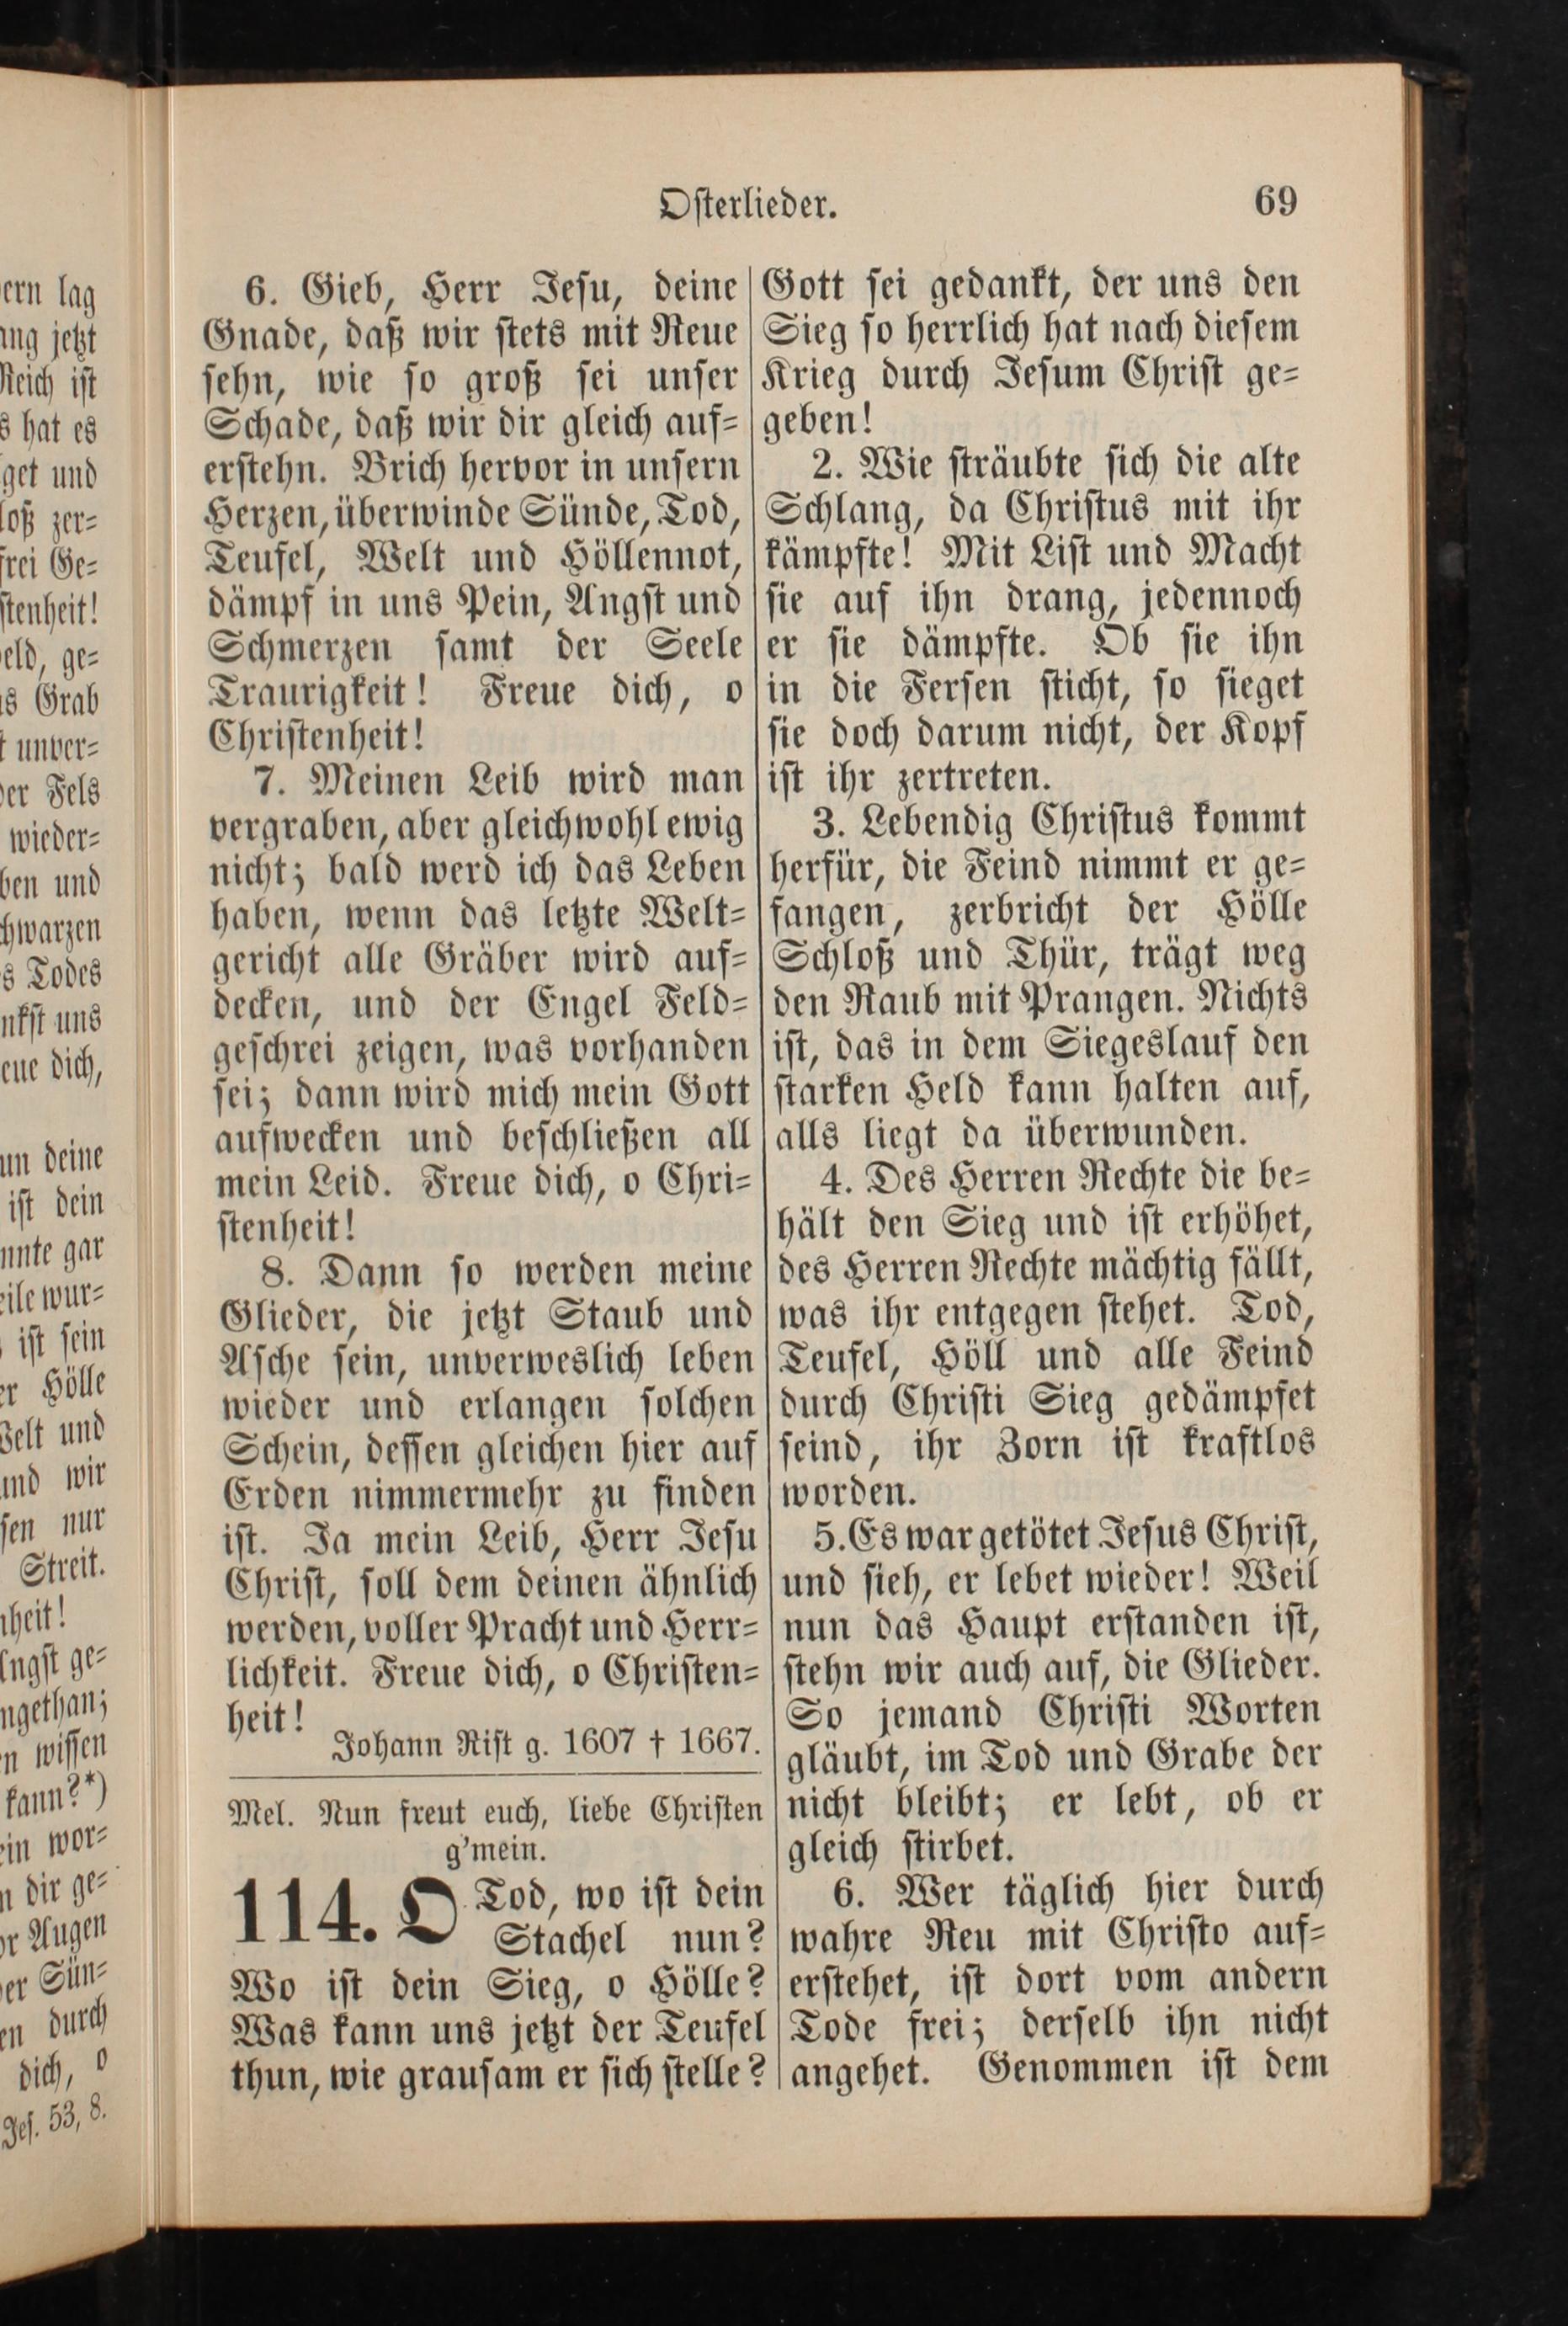 Osterlieder.
69
6. Gieb, Herr Jesu, deine
Gnade, daß wir stets mit Reue
sehn, wie so groß sei unser
Schade, daß wir dir gleich auf=
erstehn. Brich hervor in unsern
Herzen, überwinde Sünde, Tod,
Teufel, Welt und Höllennot,
dämpf in uns Pein, Angst und
Schmerzen samt der Seele
Traurigkeit! Freue dich, o
Christenheit!
7. Meinen Leib wird man
vergraben, aber gleichwohl ewig
nicht; bald werd ich das Leben
haben, wenn das letzte Welt=
gericht alle Gräber wird auf=
decken, und der Engel Feld=
geschrei zeigen, was vorhanden
sei; dann wird mich mein Gott
aufwecken und beschließen all
mein Leid. Freue dich, o Chri=
stenheit!
8. Dann so werden meine
Glieder, die jetzt Staub und
Asche sein, unverweslich leben
wieder und erlangen solchen
Schein, dessen gleichen hier auf
Erden nimmermehr zu finden
ist. Ja mein Leib, Herr Jesu
Christ, soll dem deinen ähnlich
werden, voller Pracht und Herr=
lichkeit. Freue dich, o Christen=
heit!
Johann Rist g. 1607 † 1667.
Mel. Nun freut euch, liebe Christen
g'mein.
114. O Tod, wo ist dein
Stachel nun?
Wo ist dein Sieg, o Hölle?
Was kann uns jetzt der Teufel
thun, wie grausam er sich stelle?
Gott sei gedankt, der uns den
Sieg so herrlich hat nach diesem
Krieg durch Jesum Christ ge=
geben!
2. Wie sträubte sich die alte
Schlang, da Christus mit ihr
kämpfte! Mit List und Macht
sie auf ihn drang, jedennoch
er sie dämpfte. Ob sie ihn
in die Fersen sticht, so sieget
sie doch darum nicht, der Kopf
ist ihr zertreten.
3. Lebendig Christus kommt
herfür, die Feind nimmt er ge=
fangen, zerbricht der Hölle
Schloß und Thür, trägt weg
den Raub mit Prangen. Nichts
ist, das in dem Siegeslauf den
starken Held kann halten auf,
alls liegt da überwunden.
4. Des Herren Rechte die be=
hält den Sieg und ist erhöhet,
des Herren Rechte mächtig fällt,
was ihr entgegen stehet. Tod,
Teufel, Höll und alle Feind
durch Christi Sieg gedämpfet
seind, ihr Zorn ist kraftlos
worden.
5. Es war getötet Jesus Christ,
und sieh, er lebet wieder! Weil
nun das Haupt erstanden ist,
stehn wir auch auf, die Glieder.
So jemand Christi Worten
gläubt, im Tod und Grabe der
nicht bleibt; er lebt, ob er
gleich stirbet.
6. Wer täglich hier durch
wahre Reu mit Christo auf=
erstehet, ist dort vom andern
Tode frei; derselb ihn nicht
angehet. Genommen ist dem